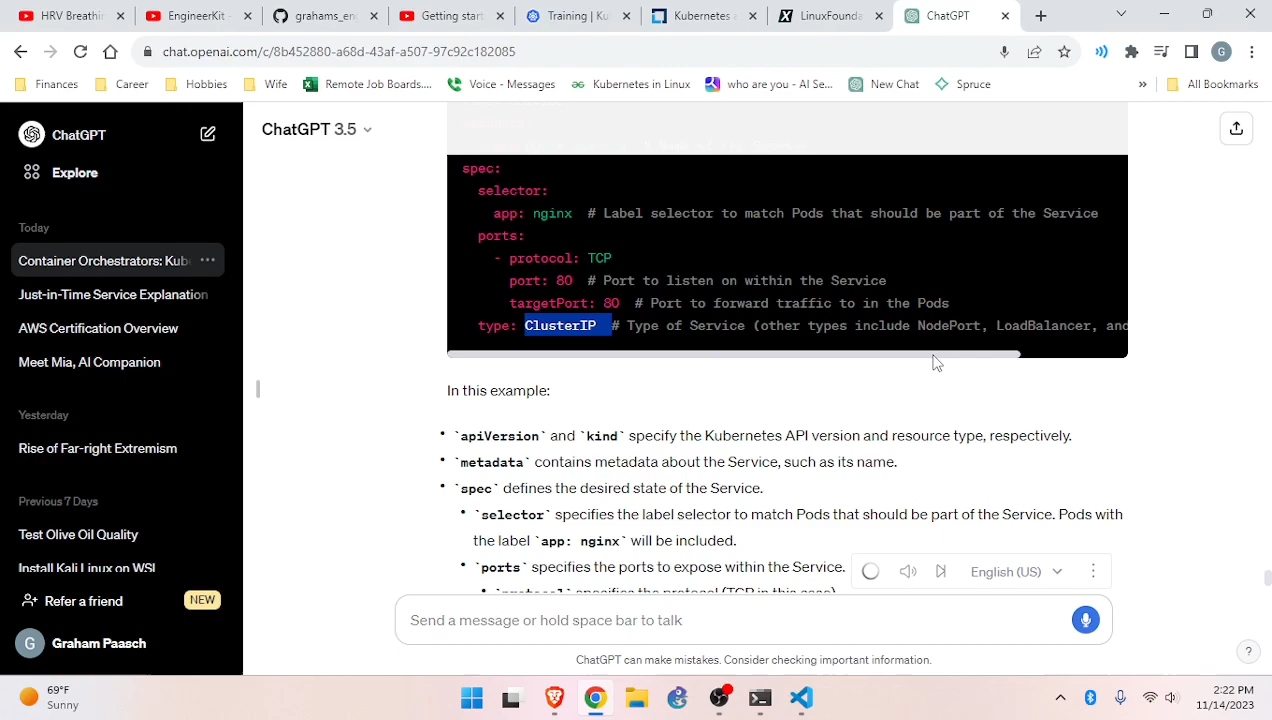 HRV Breathi
EngineerKit -
grahams_en
Getting start
Training | Ku
Kubernetes a
LinuxFounda
ChatGPT
chat.openai.com/c/8b452880-a68d-43af-a507-97c92c182085
G
Finances
Career
Hobbies
Wife
Remote Job Boards....
Voice - Messages
Kubernetes in Linux
who are you - AI Se...
New Chat
Spruce
»
All Bookmarks
ChatGPT
Explore
Today
Container Orchestrators: Kube
Just-in-Time Service Explanation
AWS Certification Overview
Meet Mia, AI Companion
Yesterday
Rise of Far-right Extremism
Previous 7 Days
Test Olive Oil Quality
Install Kali Linux on WSL
Refer a friend NEW
G Graham Paasch
ChatGPT 3.5
spec:
selector:
app: nginx # Label selector to match Pods that should be part of the Service
ports:
- protocol: TCP
port: 80 # Port to listen on within the Service
targetPort: 80 # Port to forward traffic to in the Pods
type: ClusterIP # Type of Service (other types include NodePort, LoadBalancer, and
In this example:
• `apiVersion` and `kind` specify the Kubernetes API version and resource type, respectively.
• `metadata` contains metadata about the Service, such as its name.
• `spec` defines the desired state of the Service.
• `selector` specifies the label selector to match Pods that should be part of the Service. Pods with
the label `app: nginx` will be included.
• `ports` specifies the ports to expose within the Service.
• `protocol` specifies the protocol (TCP in this case).
English (US)
Send a message or hold space bar to talk
ChatGPT can make mistakes. Consider checking important information.
?
69°F
Sunny
2:22 PM
11/14/2023